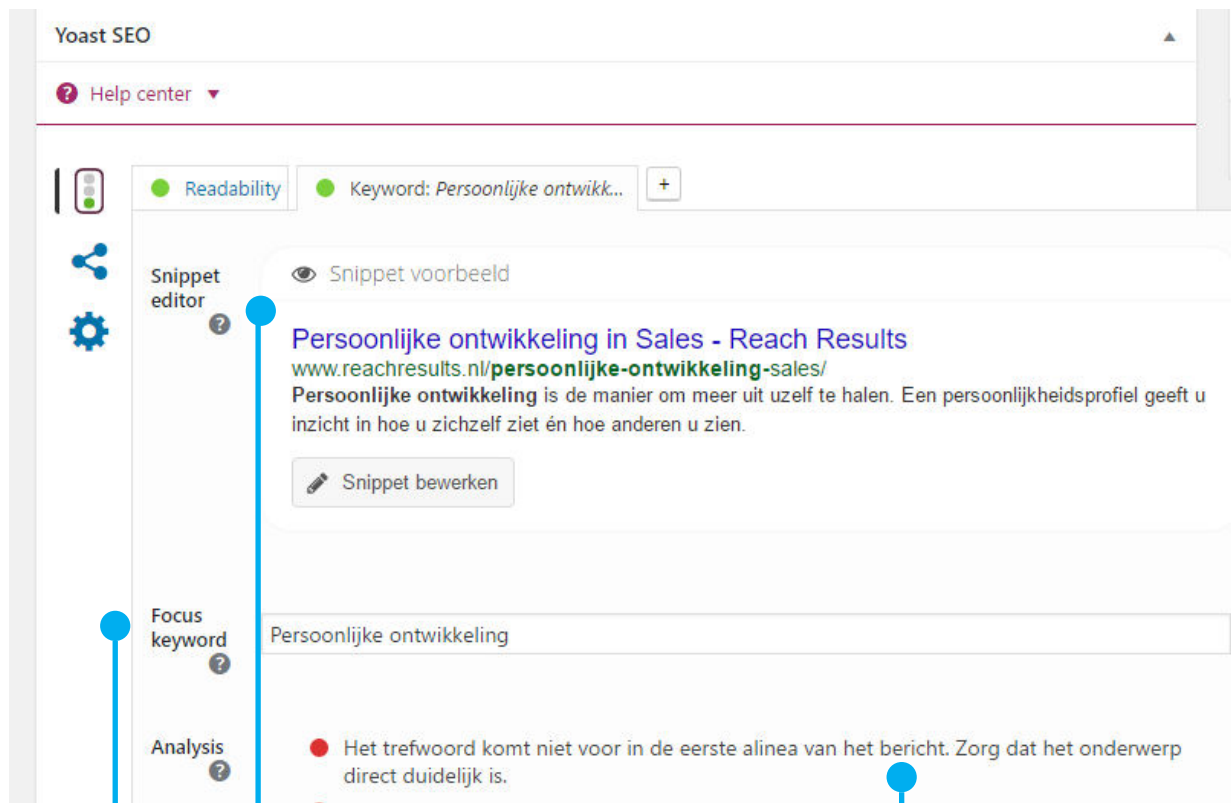 Yoast SEO
Help center
Readability
Keyword: Persoonlijke ontwikk...
+
Snippet
editor
Snippet voorbeeld
Persoonlijke ontwikkeling in Sales - Reach Results
www.reachresults.nl/persoonlijke-ontwikkeling-sales/
Persoonlijke ontwikkeling is de manier om meer uit uzelf te halen. Een persoonlijkheidsprofiel geeft u
inzicht in hoe u zichzelf ziet én hoe anderen u zien.
Snippet bewerken
Focus
keyword
Persoonlijke ontwikkeling
Analysis
Het trefwoord komt niet voor in de eerste alinea van het bericht. Zorg dat het onderwerp
direct duidelijk is.